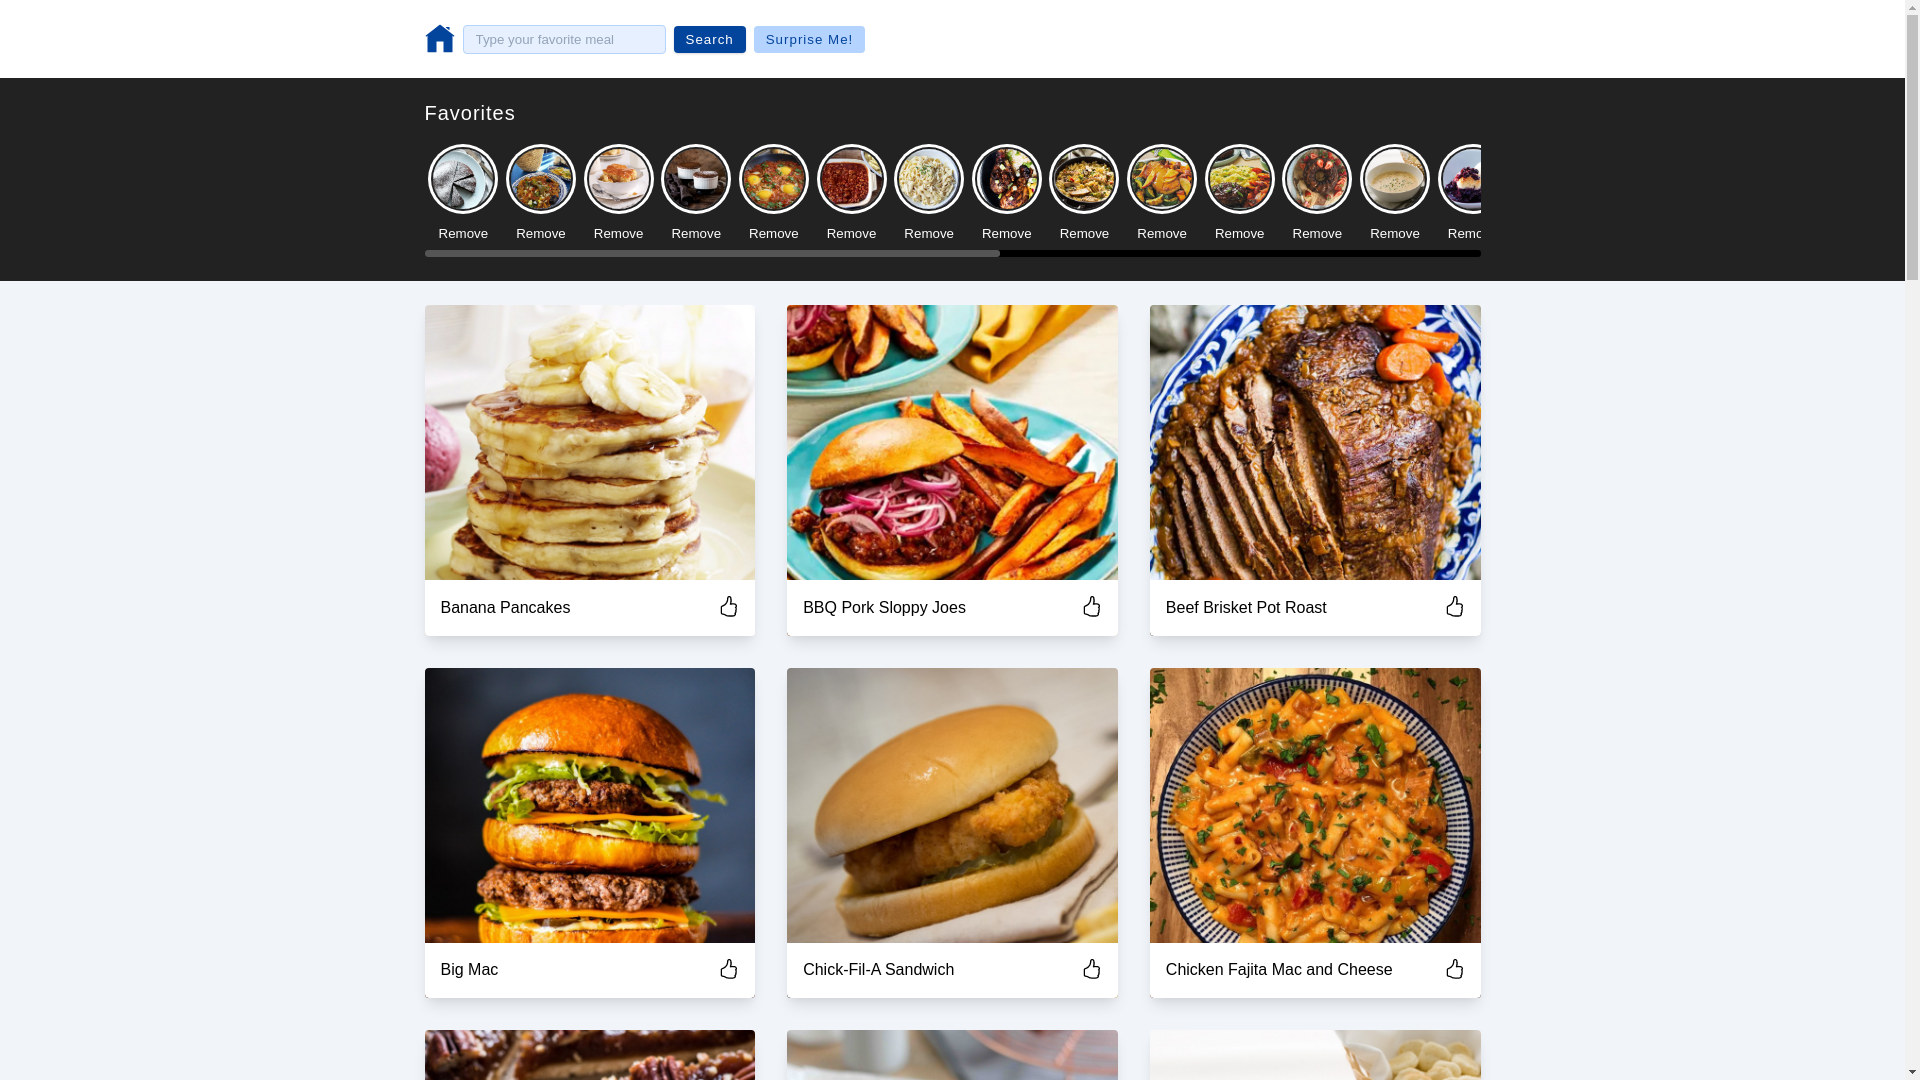 Type your favorite meal Search Surprise Me!
Favorites
Remove Remove Remove Remove Remove Remove Remove Remove Remove Remove Remove Remove Remove Remo
Banana Pancakes BBQ Pork Sloppy Joes Beef Brisket Pot Roast
Big Mac Chick-Fil-A Sandwich Chicken Fajita Mac and Cheese